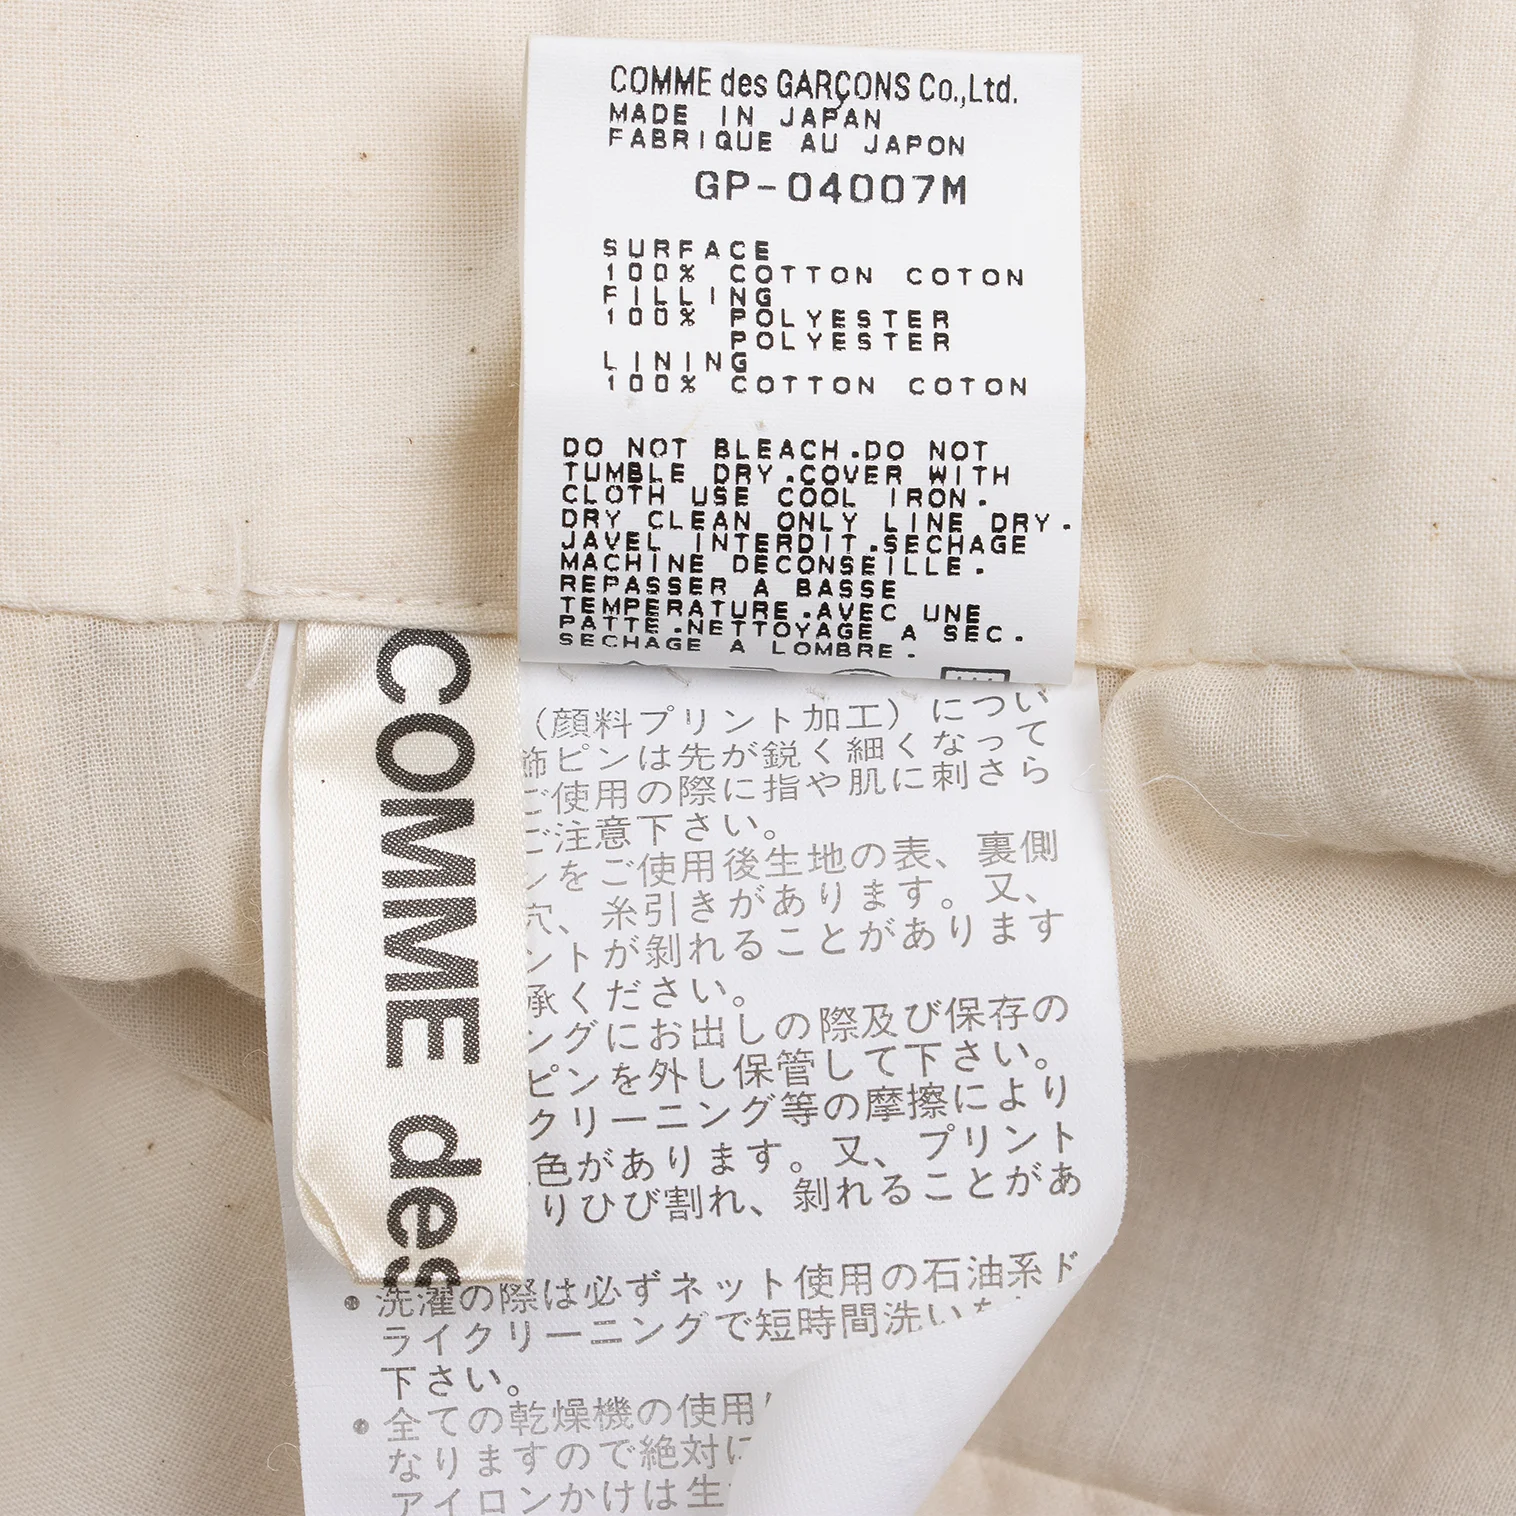 COMME des GARÇONS Co.,Ltd.
MADE IN JAPAN
FABRIQUE AU JAPON
GP-04007M
SURFACE
100% COTTON COTON
FILLING
100% POLYESTER
POLYESTER
LINING
100% COTTON COTON
DO NOT BLEACH.DO NOT
TUMBLE DRY.COVER WITH
CLOTH USE COOL IRON.
DRY CLEAN ONLY LINE DRY.
JAVEL INTERDIT.SECHAGE
MACHINE DECONSEILLE.
REPASSER A BASSE
TEMPERATURE.AVEC UNE
PATTE.NETTOYAGE A SEC.
SECHAGE A LOMBRE.
COMME des
(顔料プリント加工)につい
飾ピンは先が鋭く細くなって
ご使用の際に指や肌に刺さら
ご注意下さい。
ンをご使用後生地の表、裏側
穴、糸引きがあります。又、
ントが剥れることがあります
承ください。
ングにお出しの際及び保存の
ピンを外し保管して下さい。
クリーニング等の摩擦により
色があります。又、プリント
りひび割れ、剥れることがあ
・洗濯の際は必ずネット使用の石油系ド
ライクリーニングで短時間洗い
下さい。
・全ての乾燥機の使用
なりますので絶対に
アイロンかけは生